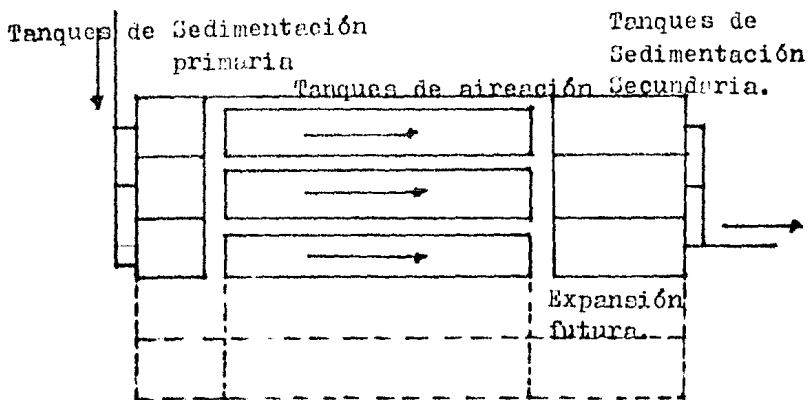 Tanques de Sedimentación
primaria
Tanques de
Sedimentación
Secundaria.
Tanques de aireación
Expansión
futura.